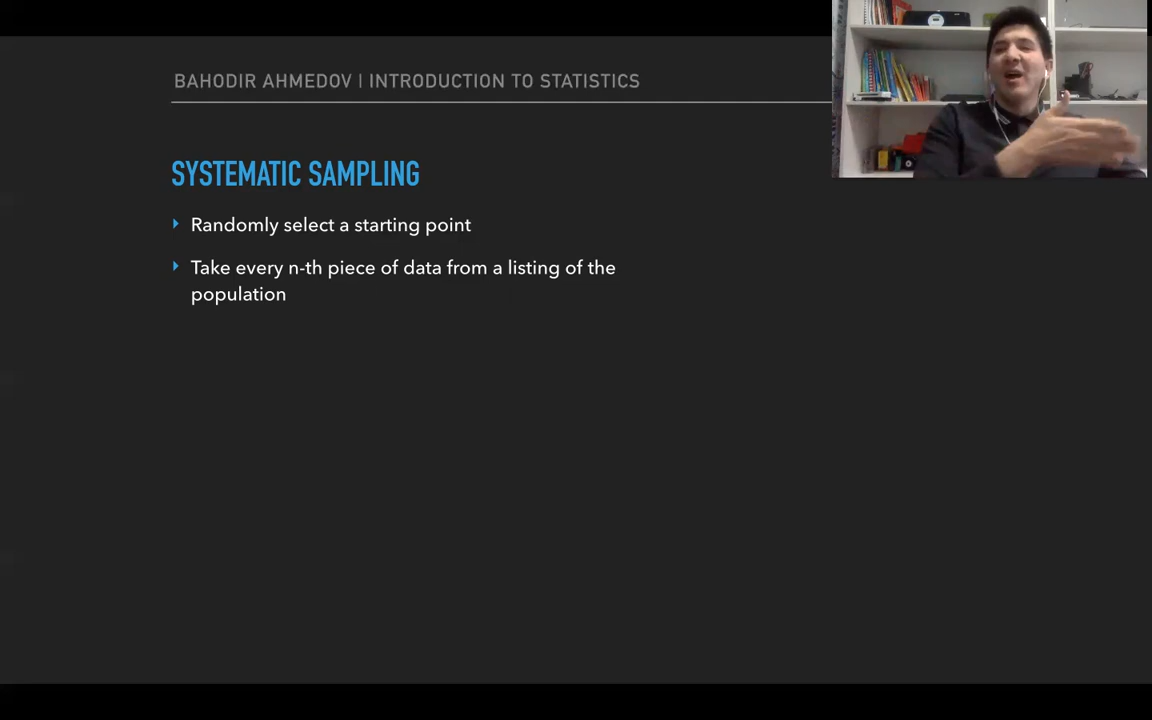 BAHODIR AHMEDOV | INTRODUCTION TO STATISTICS
SYSTEMATIC SAMPLING
Randomly select a starting point
Take every n-th piece of data from a listing of the
population